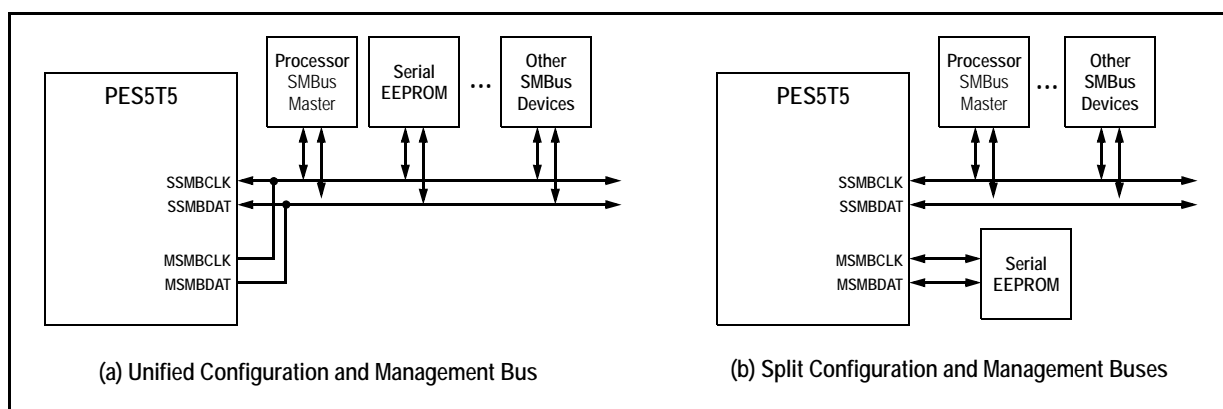 PES5T5
Processor
SMBus
Master
Serial
EEPROM
...
Other
SMBus
Devices
SSMBCLK
SSMBDAT
MSMBCLK
MSMBDAT
(a) Unified Configuration and Management Bus
PES5T5
Processor
SMBus
Master
...
Other
SMBus
Devices
SSMBCLK
SSMBDAT
MSMBCLK
MSMBDAT
Serial
EEPROM
(b) Split Configuration and Management Buses